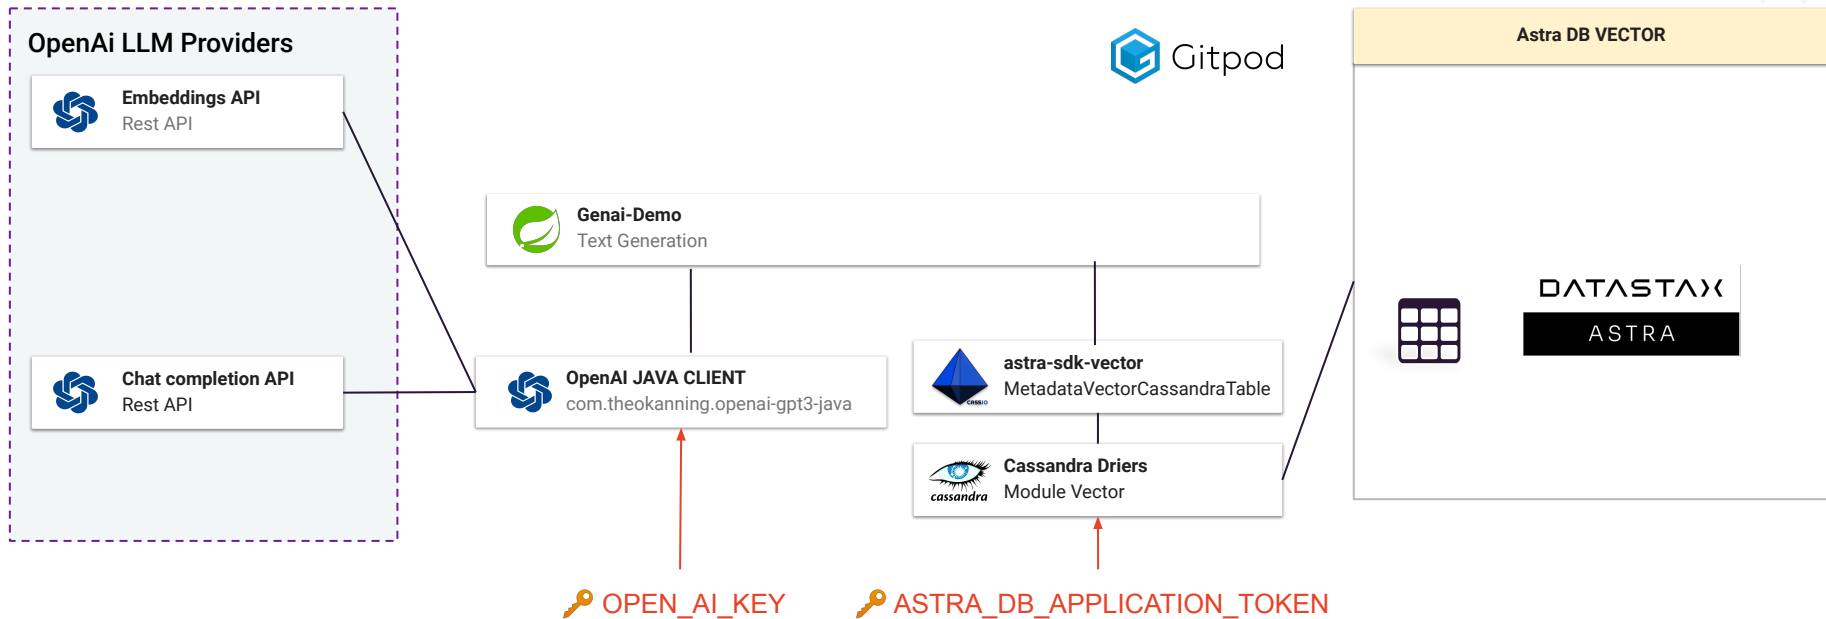 OpenAi LLM Providers
Embeddings API
Rest API
Chat completion API
Rest API
Gitpod
Genai-Demo
Text Generation
OpenAI JAVA CLIENT
com.theokanning.openai-gpt3-java
astra-sdk-vector
MetadataVectorCassandraTable
CASSIO
Cassandra Driers
Module Vector
cassandra
Astra DB VECTOR
DATASTAX
ASTRA
OPEN_AI_KEY
ASTRA_DB_APPLICATION_TOKEN